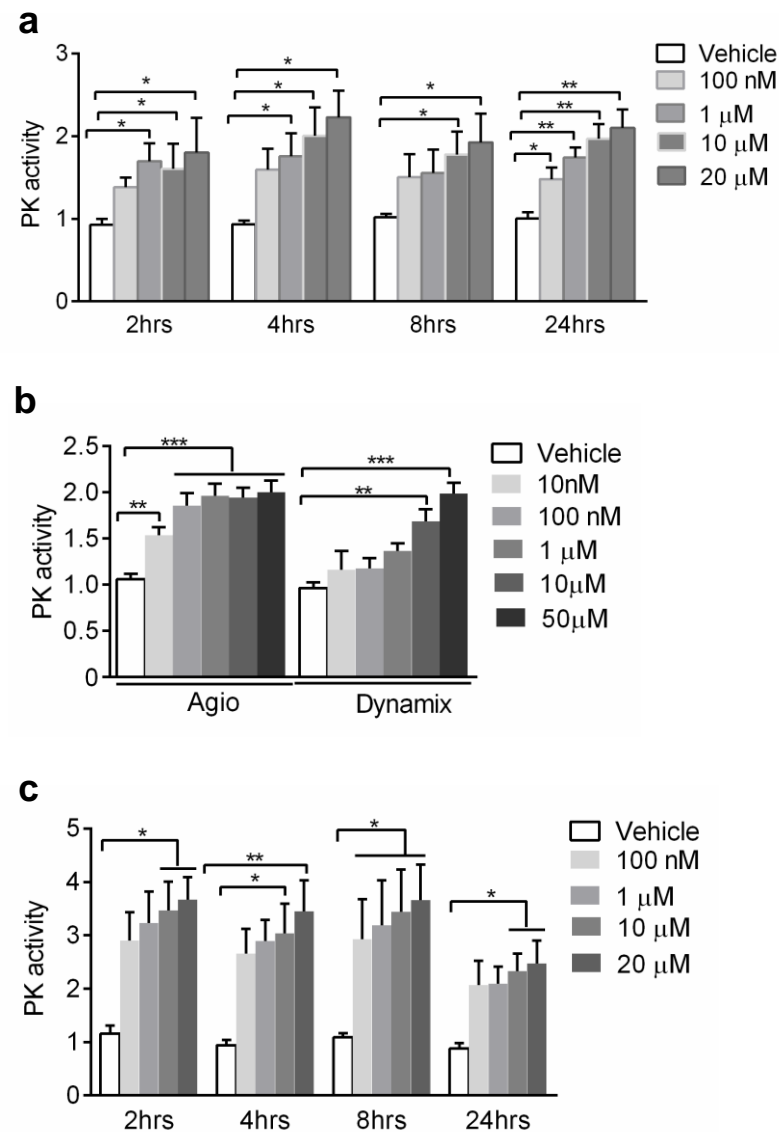 a
PK activity
3
2
1
0
* * *
* * *
* *
* ** ** **
2hrs 4hrs 8hrs 24hrs
Vehicle
100 nM
1 μM
10 μM
20 μM
b
PK activity
2.5
2.0
1.5
1.0
0.5
0
** ***
** ***
Agio Dynamix
Vehicle
10nM
100 nM
1 μM
10μM
50μM
c
PK activity
5
4
3
2
1
0
*
** *
*
*
2hrs 4hrs 8hrs 24hrs
Vehicle
100 nM
1 μM
10 μM
20 μM